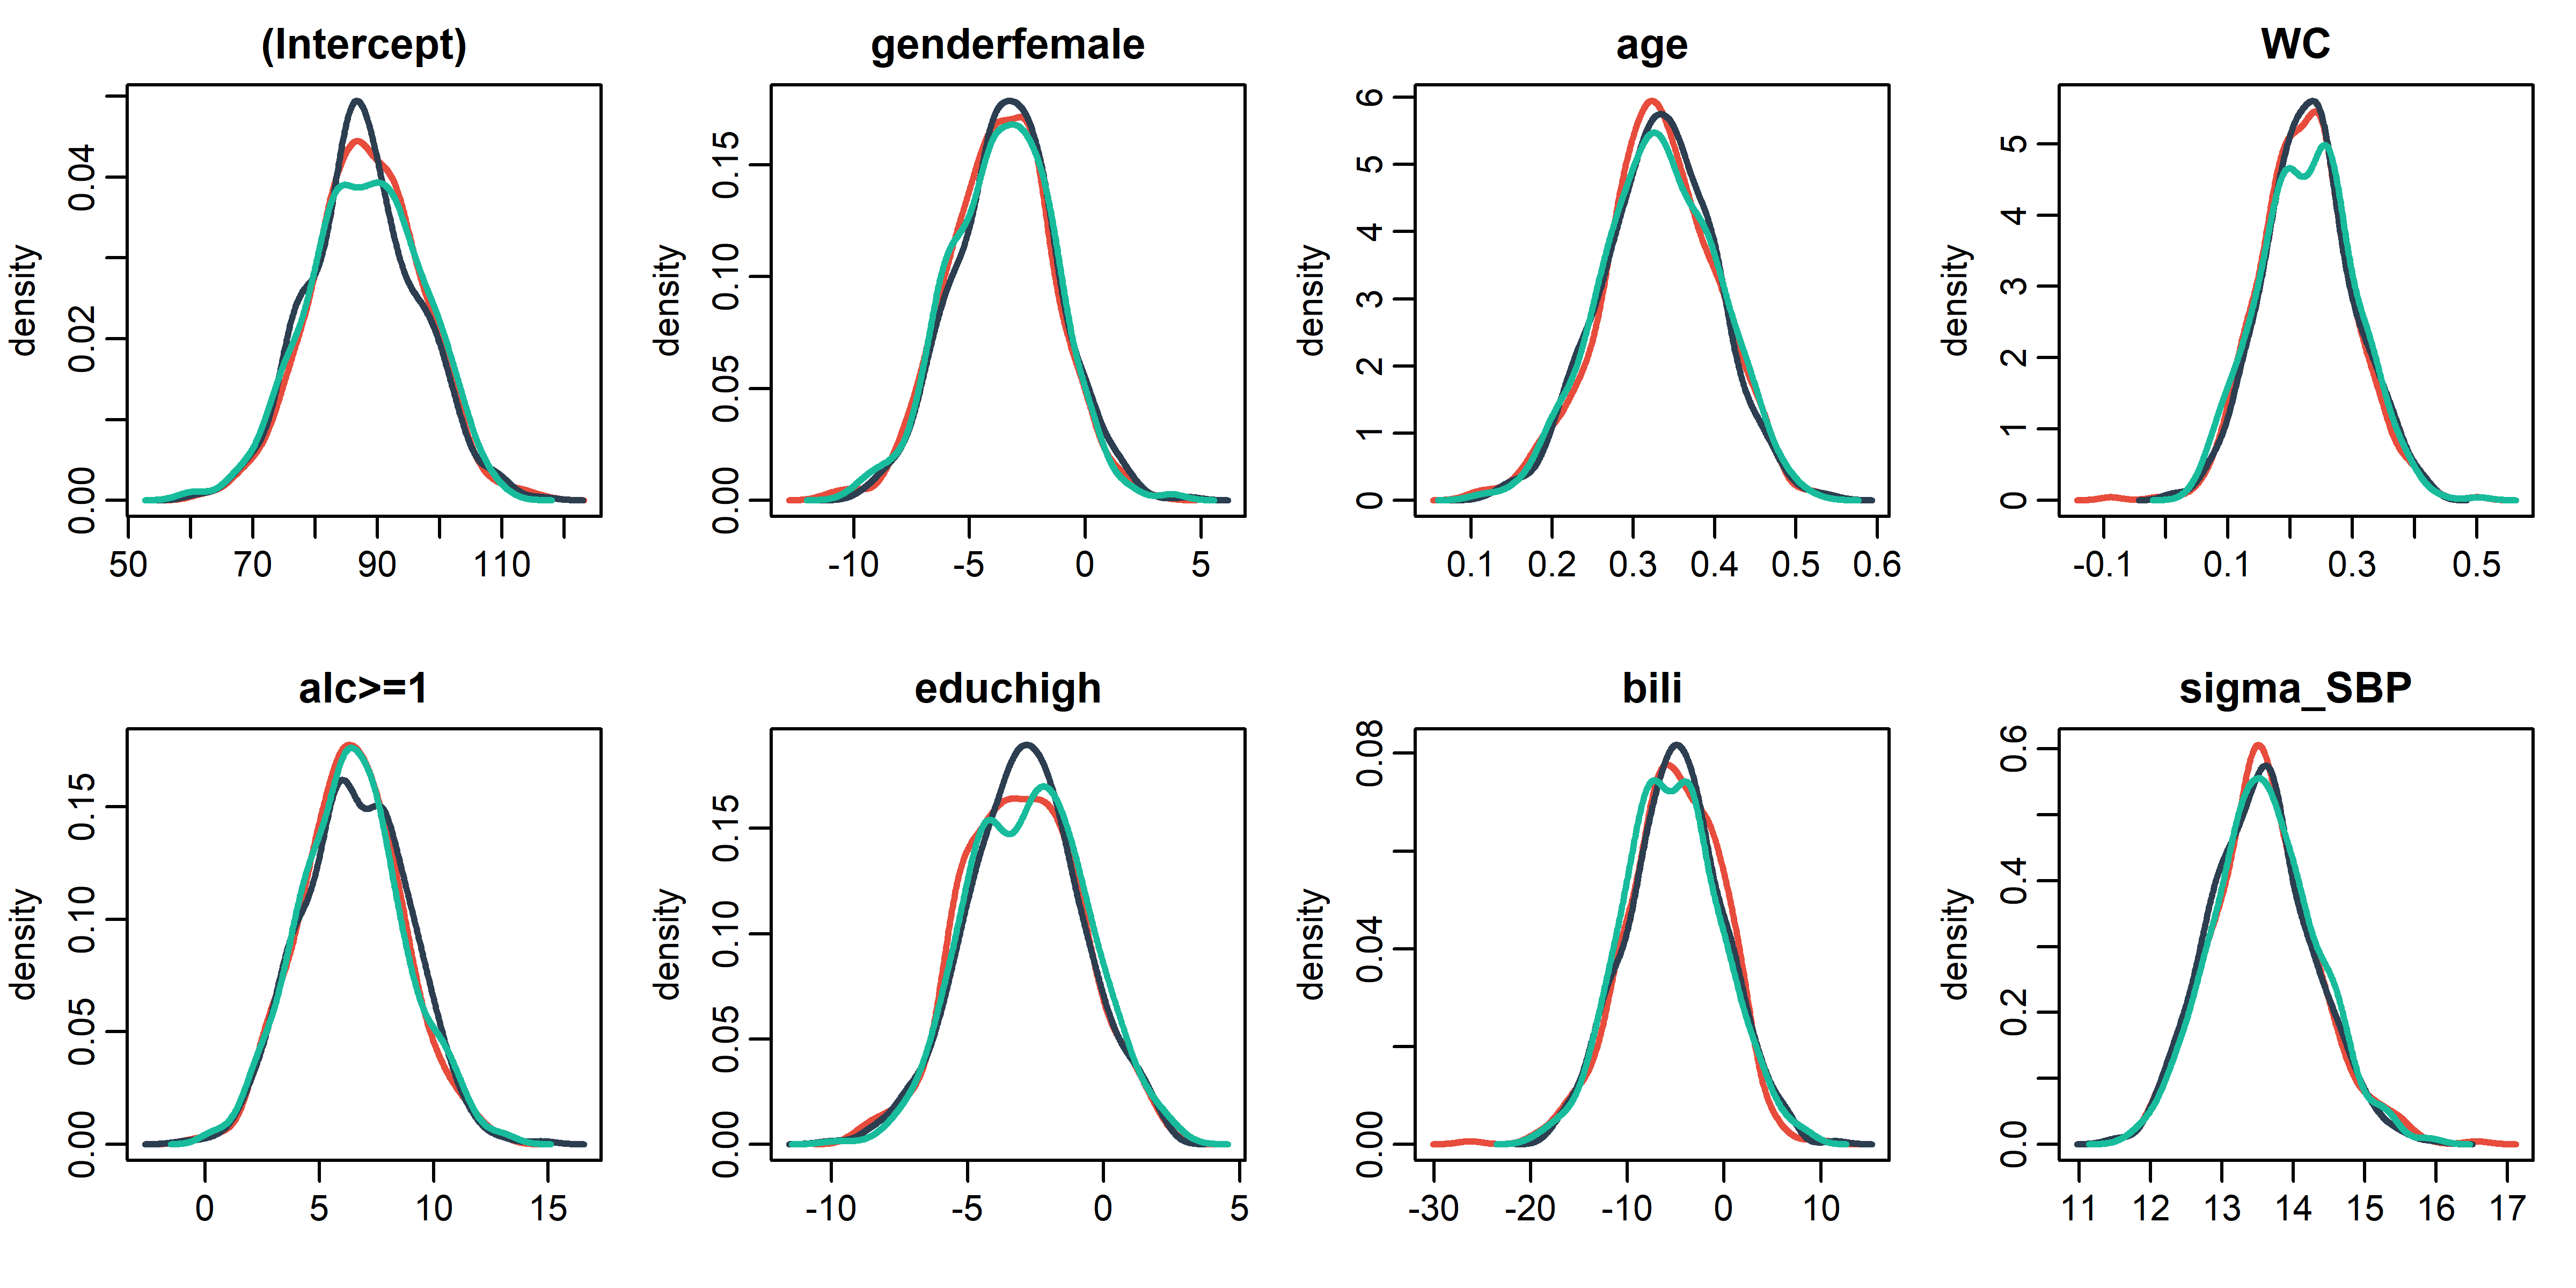 (Intercept)
genderfemale
age
WC
density
0.00 0.02 0.04
50 70 90 110
density
0.00 0.05 0.10 0.15
-10 -5 0 5
density
0 1 2 3 4 5 6
0.1 0.2 0.3 0.4 0.5 0.6
density
0 1 2 3 4 5
-0.1 0.1 0.3 0.5
alc>=1
educhigh
bili
sigma_SBP
density
0.00 0.05 0.10 0.15
0 5 10 15
density
0.00 0.05 0.10 0.15
-10 -5 0 5
density
0.00 0.04 0.08
-30 -20 -10 0 10
density
0.0 0.2 0.4 0.6
11 12 13 14 15 16 17